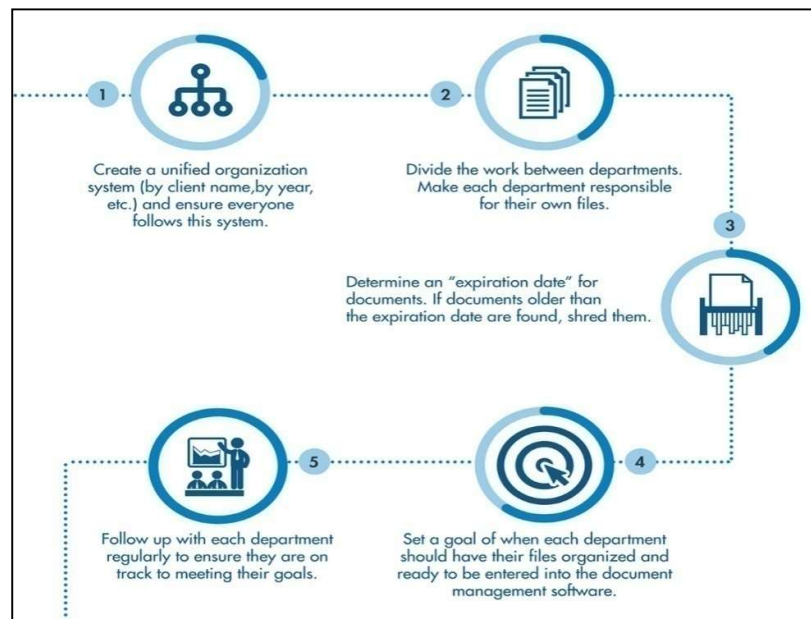 1
Create a unified organization
system (by client name,by year,
etc.) and ensure everyone
follows this system.
2
Divide the work between departments.
Make each department responsible
for their own files.
3
Determine an “expiration date” for
documents. If documents older than
the expiration date are found, shred them.
4
Set a goal of when each department
should have their files organized and
ready to be entered into the document
management software.
5
Follow up with each department
regularly to ensure they are on
track to meeting their goals.